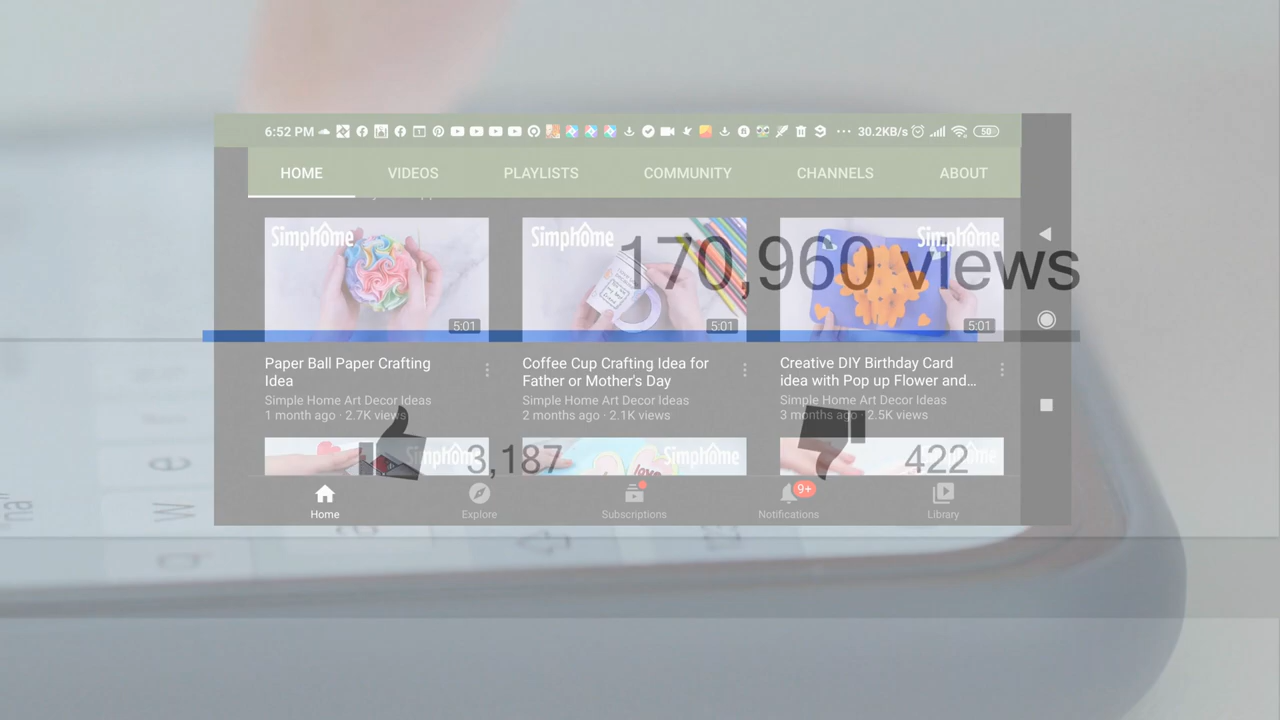 6:52 PM
30.2KB/s
50
HOME VIDEOS PLAYLISTS COMMUNITY CHANNELS ABOUT
Simphome Simphome Simphome
170,960 views
5:01 5:01 5:01
Paper Ball Paper Crafting
Idea
Simple Home Art Decor Ideas
1 month ago · 2.7K views
Coffee Cup Crafting Idea for
Father or Mother's Day
Simple Home Art Decor Ideas
2 months ago · 2.1K views
Creative DIY Birthday Card
idea with Pop up Flower and...
Simple Home Art Decor Ideas
3 months ago · 2.5K views
Simphome Simphome
love
3,187
422
9+
Home Explore Subscriptions Notifications Library
"na"
q w e